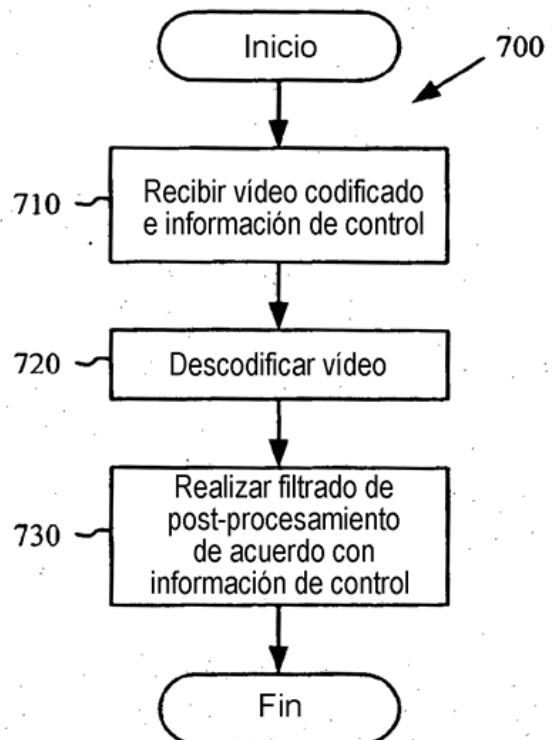 Inicio
700
710
Recibir vídeo codificado
e información de control
720
Descodificar vídeo
730
Realizar filtrado de
post-procesamiento
de acuerdo con
información de control
Fin